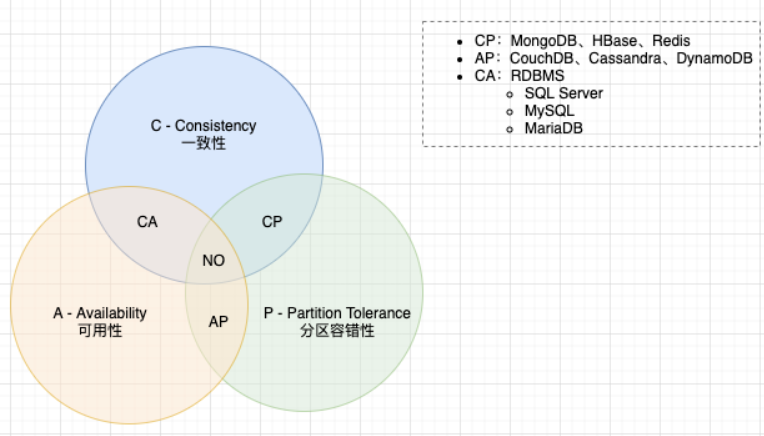 CP：MongoDB、HBase、Redis
AP：CouchDB、Cassandra、DynamoDB
CA：RDBMS
SQL Server
MySQL
MariaDB
C - Consistency
一致性
CA
CP
NO
A - Availability
可用性
AP
P - Partition Tolerance
分区容错性